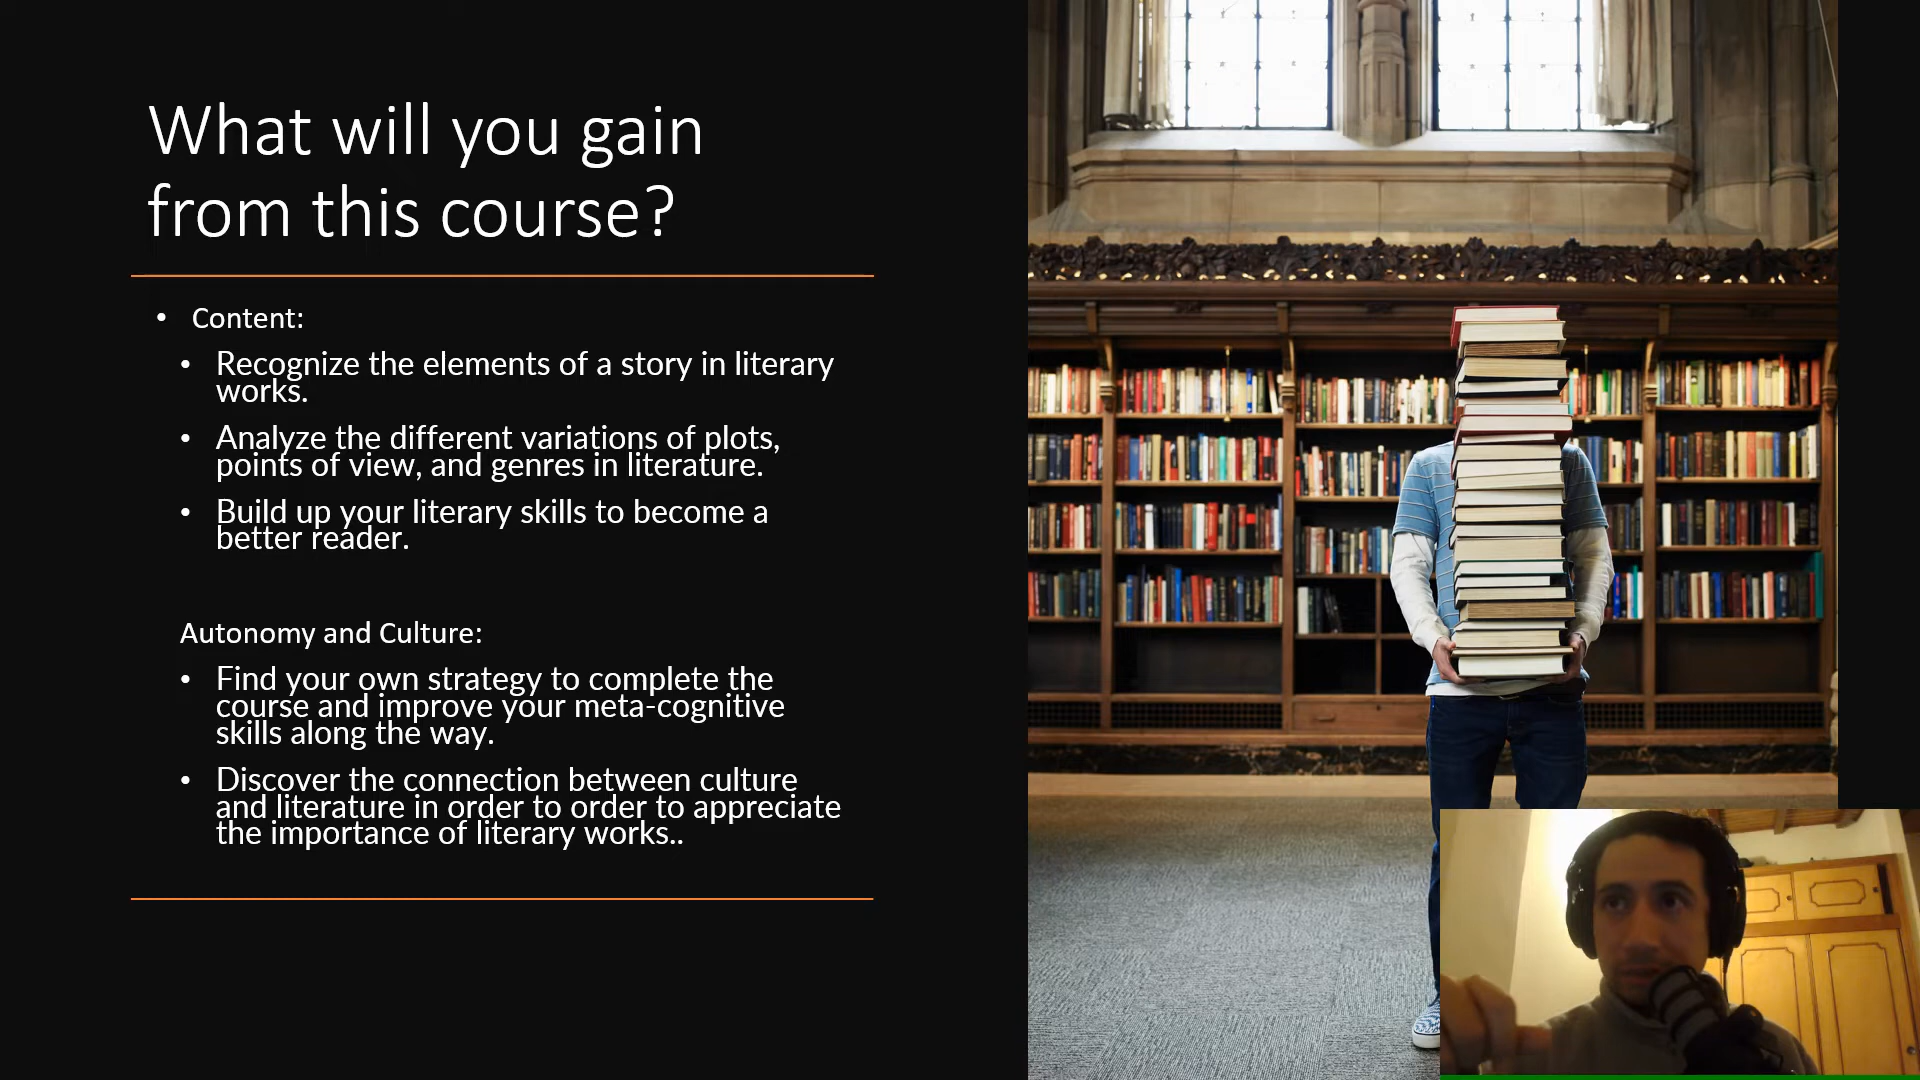 What will you gain
from this course?
• Content:
• Recognize the elements of a story in literary
works.
• Analyze the different variations of plots,
points of view, and genres in literature.
• Build up your literary skills to become a
better reader.
Autonomy and Culture:
• Find your own strategy to complete the
course and improve your meta-cognitive
skills along the way.
• Discover the connection between culture
and literature in order to order to appreciate
the importance of literary works..